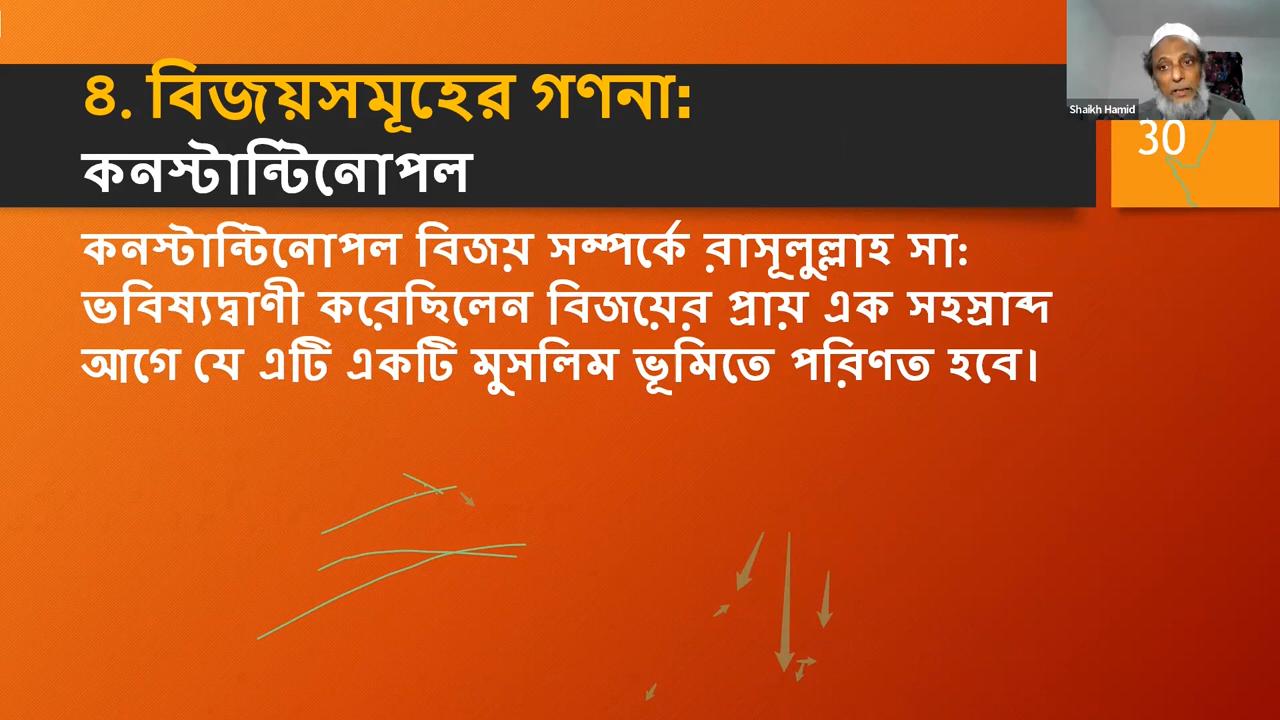 ৪. বিজয়সমূহের গণনা:
কনস্টান্টিনোপল
Shaikh Hamid
30
কনস্টান্টিনোপল বিজয় সম্পর্কে রাসূলুল্লাহ সা:
ভবিষ্যদ্বাণী করেছিলেন বিজয়ের প্রায় এক সহস্রাব্দ
আগে যে এটি একটি মুসলিম ভূমিতে পরিণত হবে।